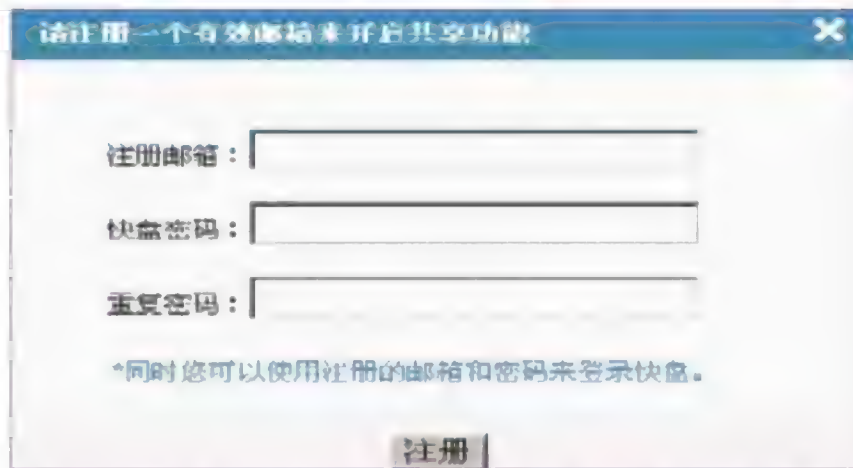 请注册一个有效邮箱来开启共享功能
注册邮箱：
快盘密码：
重复密码：
*同时您可以使用注册的邮箱和密码来登录快盘。
注册